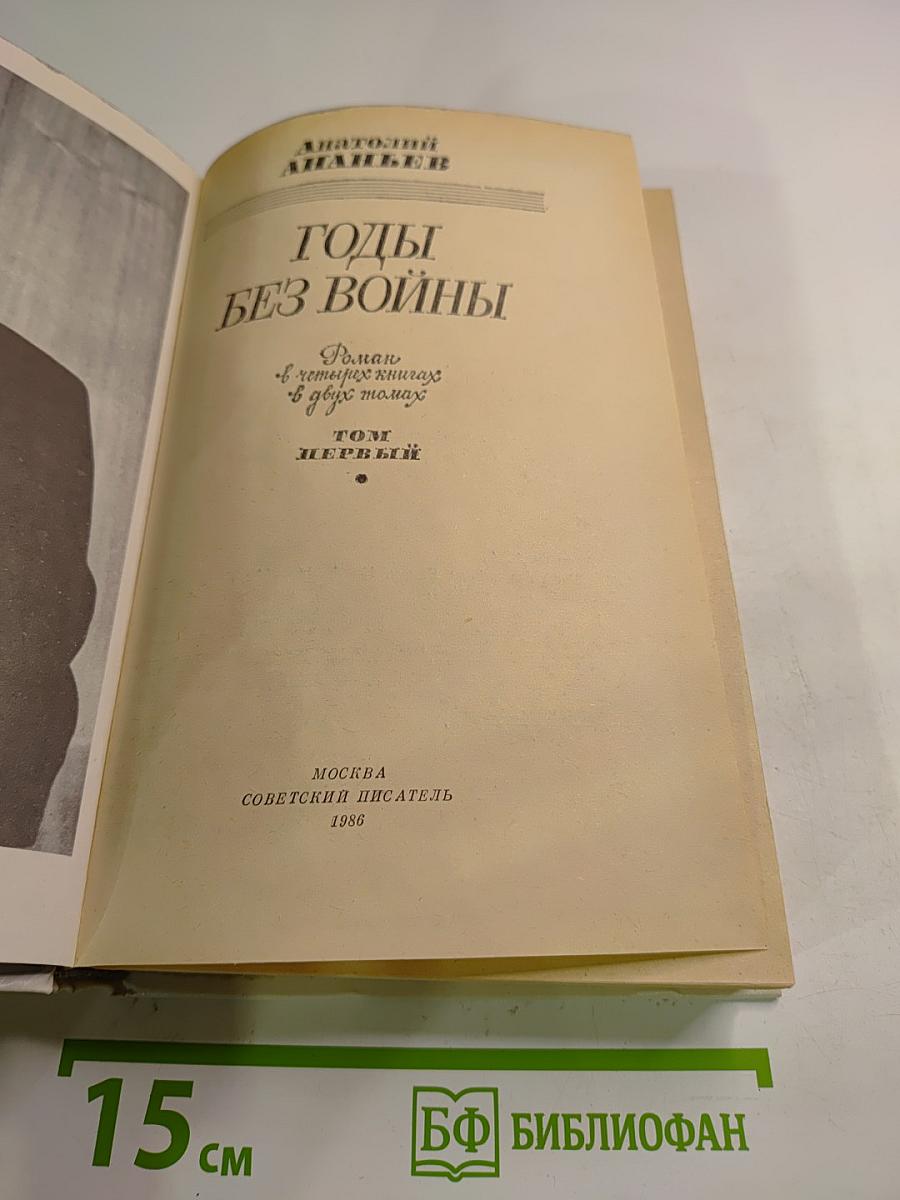 Анатолий
АНАНЬЕВ
ГОДЫ
БЕЗ ВОЙНЫ
Роман
в четырех книгах
в двух томах
ТОМ
ПЕРВЫЙ
МОСКВА
СОВЕТСКИЙ ПИСАТЕЛЬ
1986
15 см
БФ БИБЛИОФАН